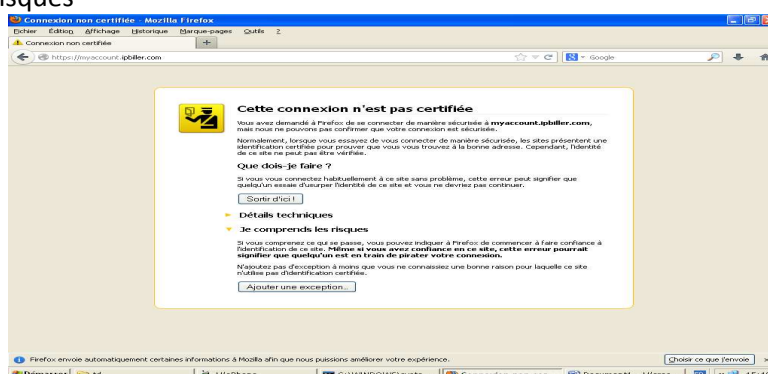 isques
Connexion non certifiée - Mozilla Firefox
Fichier Édition Affichage Historique Marque-pages Outils ?
Connexion non certifiée +
https://myaccount.ipbiller.com Google
Cette connexion n'est pas certifiée
Vous avez demandé à Firefox de se connecter de manière sécurisée à myaccount.ipbiller.com,
mais nous ne pouvons pas confirmer que votre connexion est sécurisée.
Normalement, lorsque vous essayez de vous connecter de manière sécurisée, les sites présentent une
identification certifiée pour prouver que vous vous trouvez à la bonne adresse. Cependant, l'identité
de ce site ne peut pas être vérifiée.
Que dois-je faire ?
Si vous vous connectez habituellement à ce site sans problème, cette erreur peut signifier que
quelqu'un essaie d'usurper l'identité de ce site et vous ne devriez pas continuer.
Sortir d'ici !
Détails techniques
Je comprends les risques
Si vous comprenez ce qui se passe, vous pouvez indiquer à Firefox de commencer à faire confiance à
l'identification de ce site. Même si vous avez confiance en ce site, cette erreur pourrait
signifier que quelqu'un est en train de pirater votre connexion.
N'ajoutez pas d'exception à moins que vous ne connaissiez une bonne raison pour laquelle ce site
n'utilise pas d'identification certifiée.
Ajouter une exception...
Firefox envoie automatiquement certaines informations à Mozilla afin que nous puissions améliorer votre expérience. Choisir ce que j'envoie